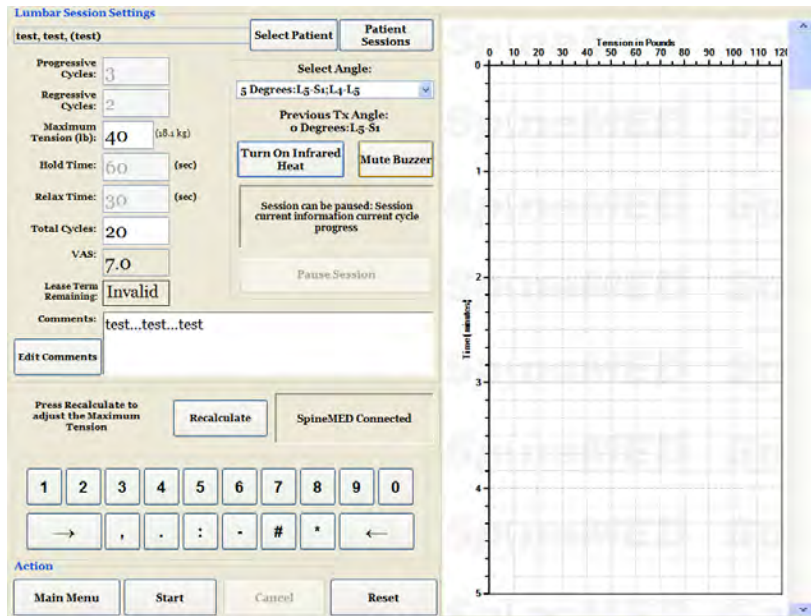 Lumbar Session Settings
test, test, (test)
Select Patient
Patient
Sessions
Progressive
Cycles:
3
Regressive
Cycles:
2
Maximum
Tension (lb):
40
(18.1 kg)
Hold Time:
60
(sec)
Relax Time:
30
(sec)
Total Cycles:
20
VAS:
7.0
Lease Term
Remaining:
Invalid
Select Angle:
5 Degrees:L5-S1;L4-L5
Previous Tx Angle:
0 Degrees:L5-S1
Turn On Infrared
Heat
Mute Buzzer
Session can be paused: Session
current information current cycle
progress
Pause Session
Comments:
test...test...test
Edit Comments
Press Recalculate to
adjust the Maximum
Tension
Recalculate
SpineMED Connected
1 2 3 4 5 6 7 8 9 0
→ , . : - # * ←
Action
Main Menu
Start
Cancel
Reset
Tension in Pounds
0 10 20 30 40 50 60 70 80 90 100 110 120
Time [minutes]
0
1
2
3
4
5
SpineMED
SpineMED
SpineMED
SpineMED
SpineMED